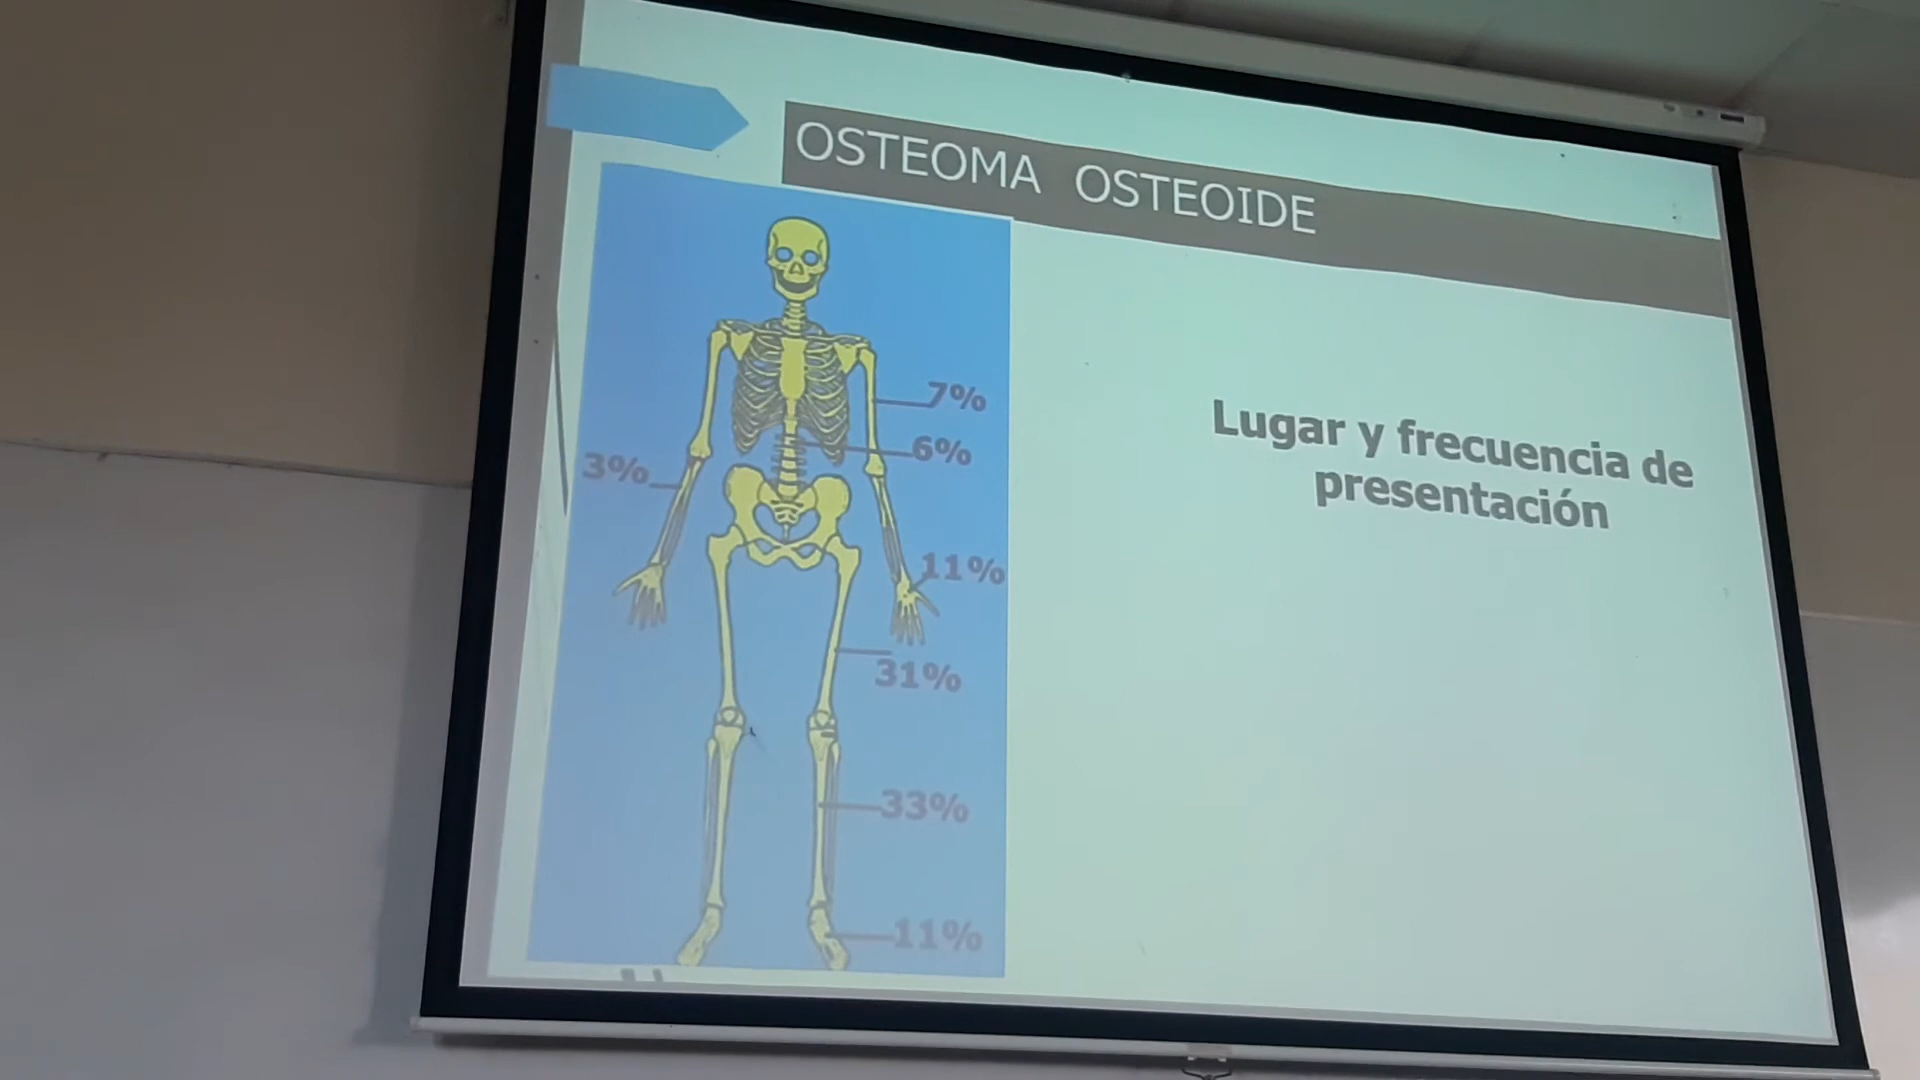 OSTEOMA OSTEOIDE
7%
6%
3%
11%
31%
33%
11%
Lugar y frecuencia de
presentación